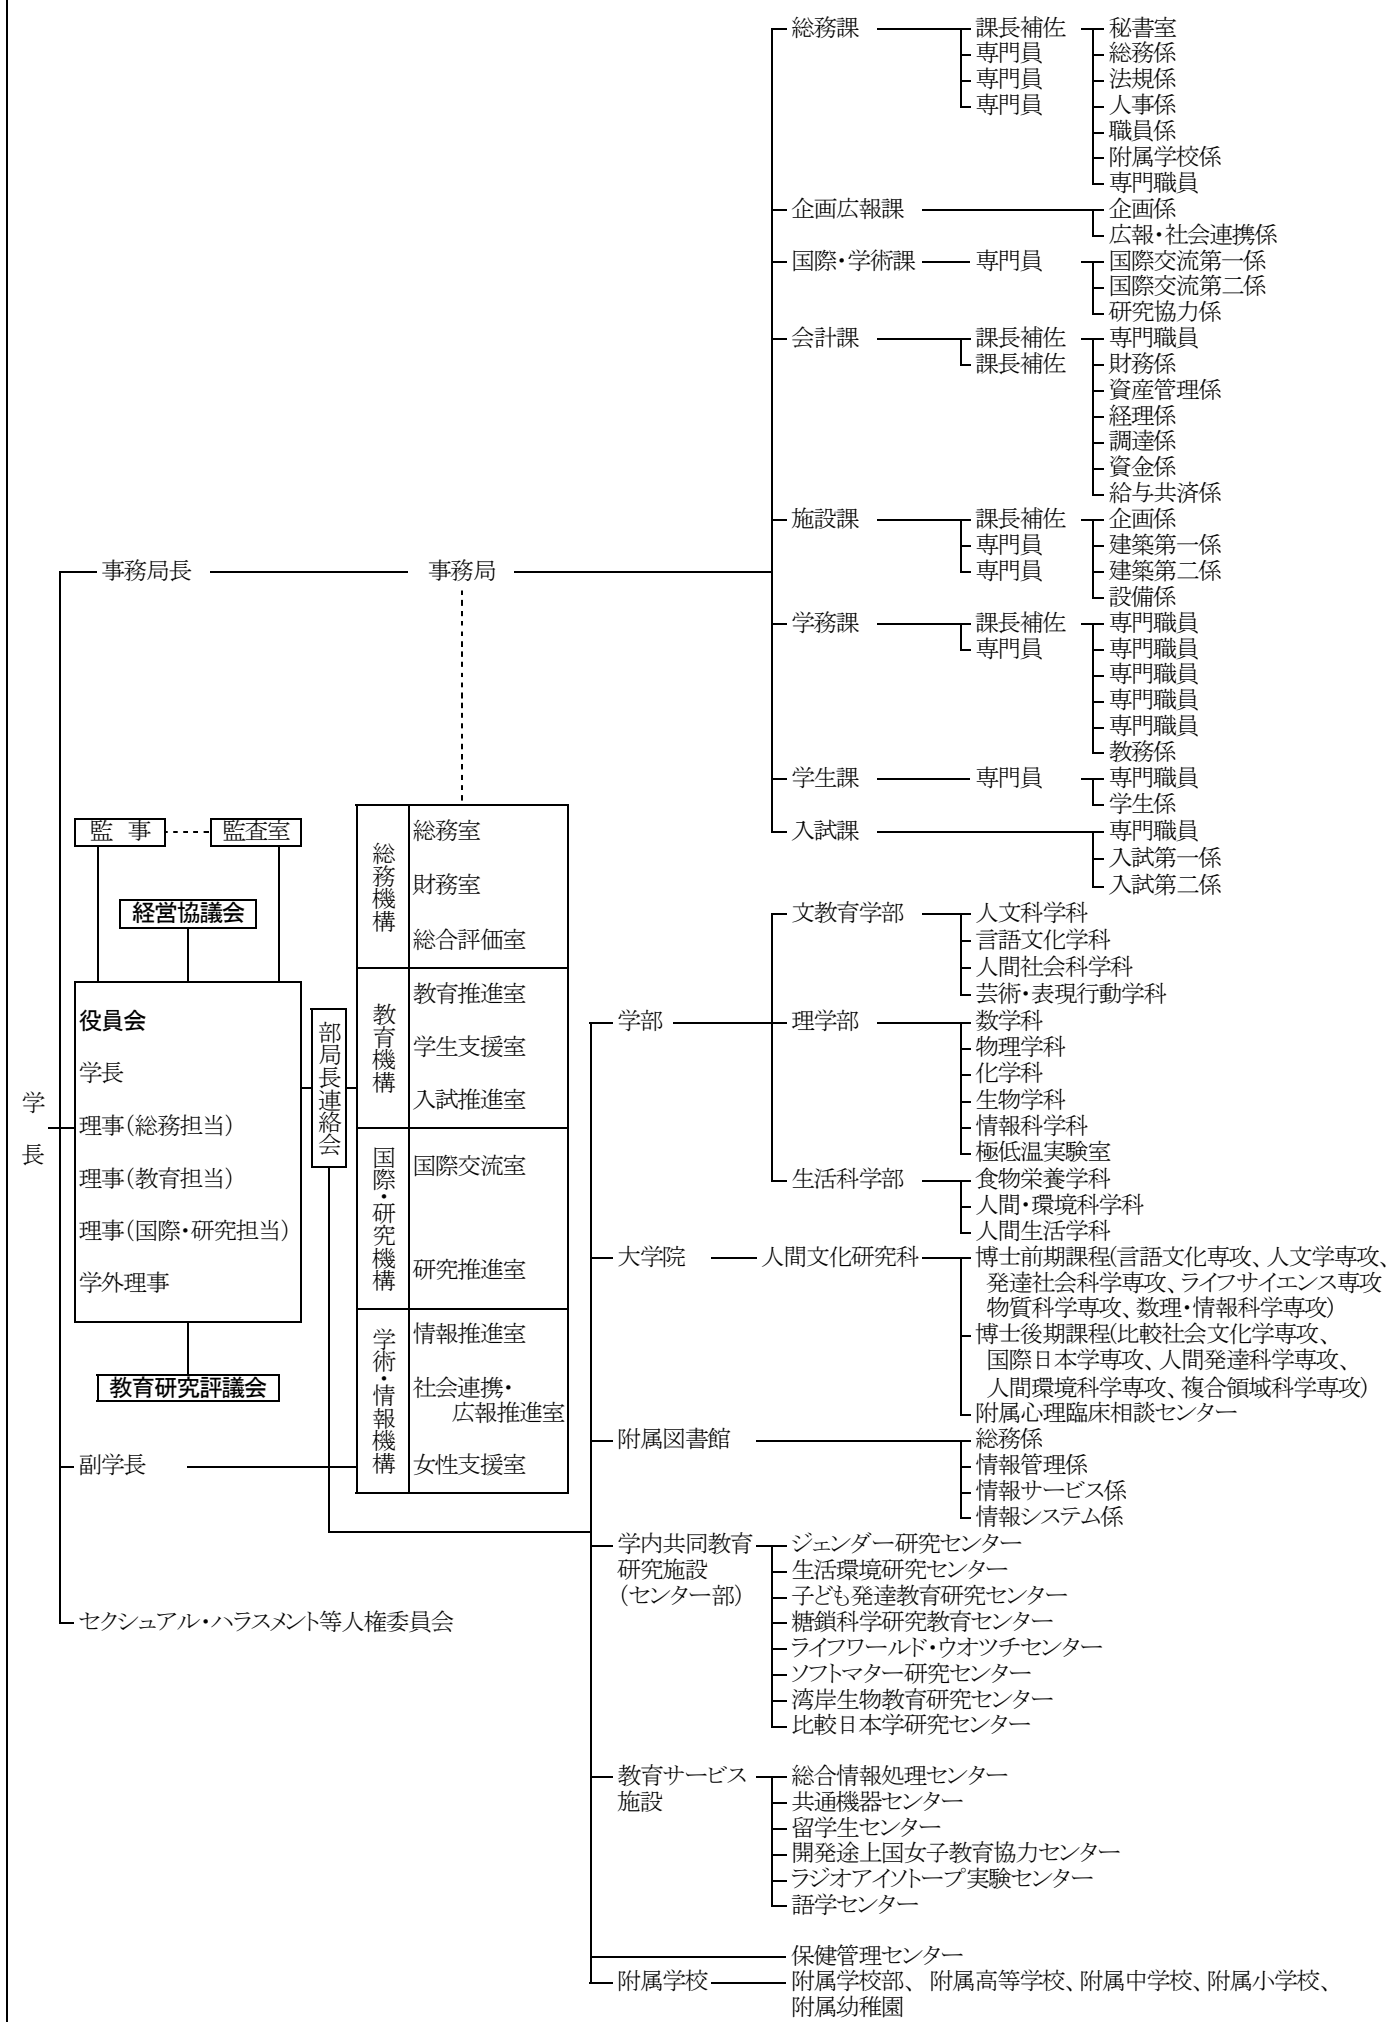 総務課 課長補佐 秘書室
専門員 総務係
専門員 法規係
専門員 人事係
職員係
附属学校係
専門職員
企画広報課 企画係
広報・社会連携係
国際・学術課 専門員 国際交流第一係
国際交流第二係
研究協力係
会計課 課長補佐 専門職員
課長補佐 財務係
資産管理係
経理係
調達係
資金係
給与共済係
施設課 課長補佐 企画係
専門員 建築第一係
専門員 建築第二係
設備係
事務局長 事務局
学務課 課長補佐 専門職員
専門員 専門職員
専門職員
専門職員
専門職員
教務係
学生課 専門員 専門職員
学生係
入試課 専門職員
入試第一係
入試第二係
監 事 監査室
経営協議会
学長
役員会
学長
理事(総務担当)
理事(教育担当)
理事(国際・研究担当)
学外理事
教育研究評議会
副学長
セクシュアル・ハラスメント等人権委員会
部局長連絡会
総務機構
総務室
財務室
総合評価室
教育機構
教育推進室
学生支援室
入試推進室
国際・研究機構
国際交流室
研究推進室
学術・情報機構
情報推進室
社会連携・
広報推進室
女性支援室
学部
文教育学部 人文科学科
言語文化学科
人間社会科学科
芸術・表現行動学科
理学部 数学科
物理学科
化学科
生物学科
情報科学科
極低温実験室
生活科学部 食物栄養学科
人間・環境科学科
人間生活学科
大学院 人間文化研究科 博士前期課程(言語文化専攻、人文学専攻、
発達社会科学専攻、ライフサイエンス専攻
物質科学専攻、数理・情報科学専攻)
博士後期課程(比較社会文化学専攻、
国際日本学専攻、人間発達科学専攻、
人間環境科学専攻、複合領域科学専攻)
附属心理臨床相談センター
附属図書館 総務係
情報管理係
情報サービス係
情報システム係
学内共同教育 ジェンダー研究センター
研究施設 生活環境研究センター
(センター部) 子ども発達教育研究センター
糖鎖科学研究教育センター
ライフワールド・ウオツチセンター
ソフトマター研究センター
湾岸生物教育研究センター
比較日本学研究センター
教育サービス 総合情報処理センター
施設 共通機器センター
留学生センター
開発途上国女子教育協力センター
ラジオアイソトープ実験センター
語学センター
保健管理センター
附属学校 附属学校部、 附属高等学校、附属中学校、附属小学校、
附属幼稚園